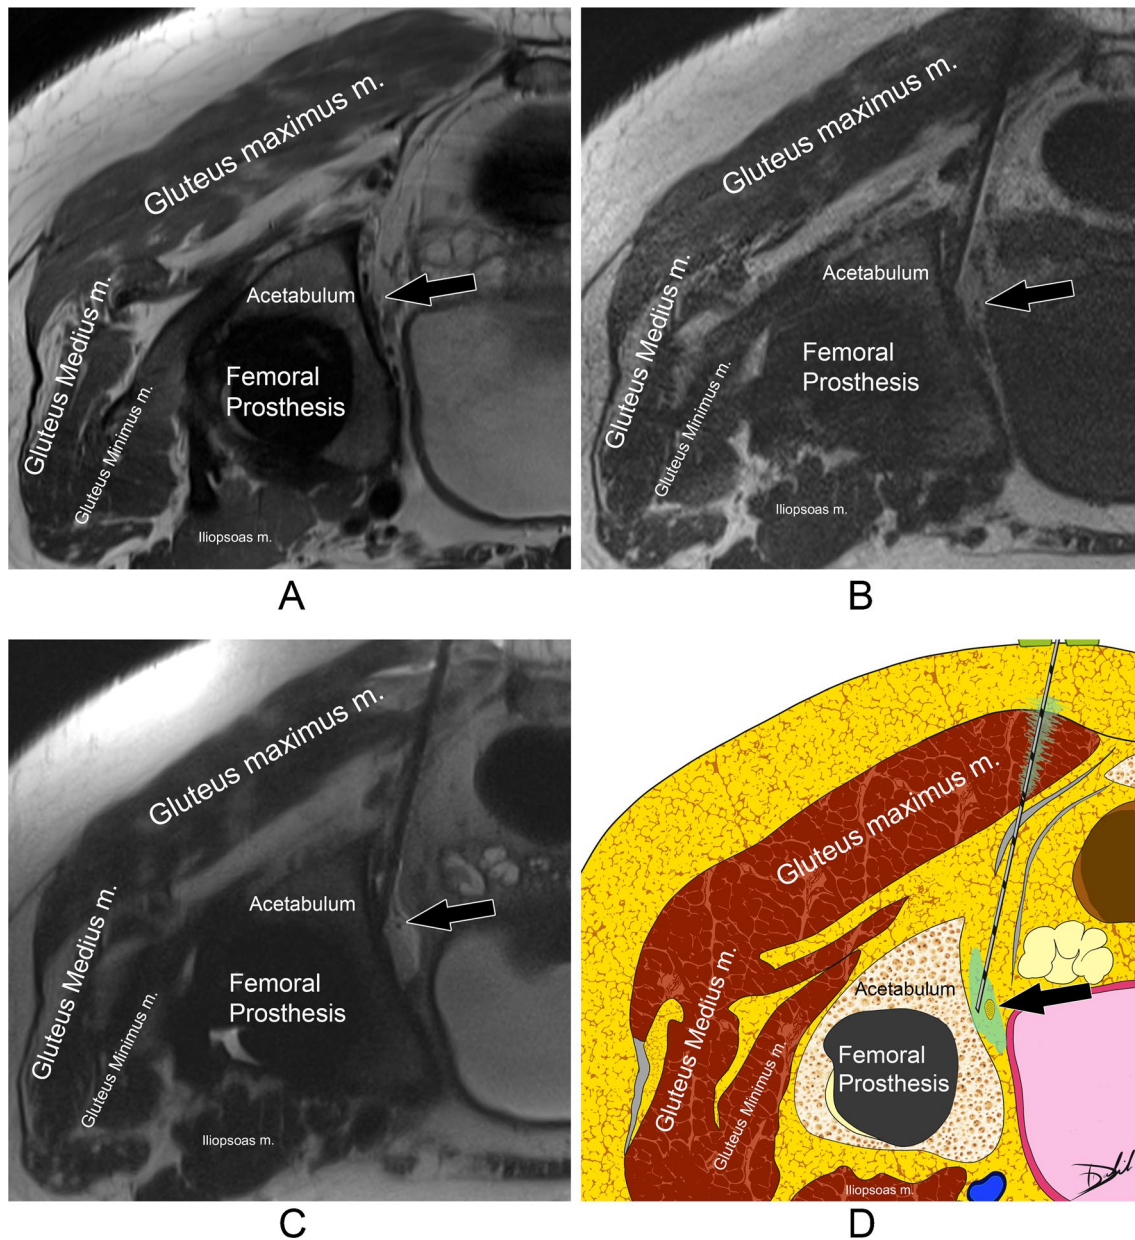 Gluteus maximus m.
Gluteus Medius m.
Gluteus Minimus m.
Acetabulum
Femoral
Prosthesis
Iliopsoas m.
A
Gluteus maximus m.
Gluteus Medius m.
Gluteus Minimus m.
Acetabulum
Femoral
Prosthesis
Iliopsoas m.
B
Gluteus maximus m.
Gluteus Medius m.
Gluteus Minimus m.
Acetabulum
Femoral
Prosthesis
Iliopsoas m.
C
Gluteus maximus m.
Gluteus Medius m.
Gluteus Minimus m.
Acetabulum
Femoral
Prosthesis
Iliopsoas m.
D